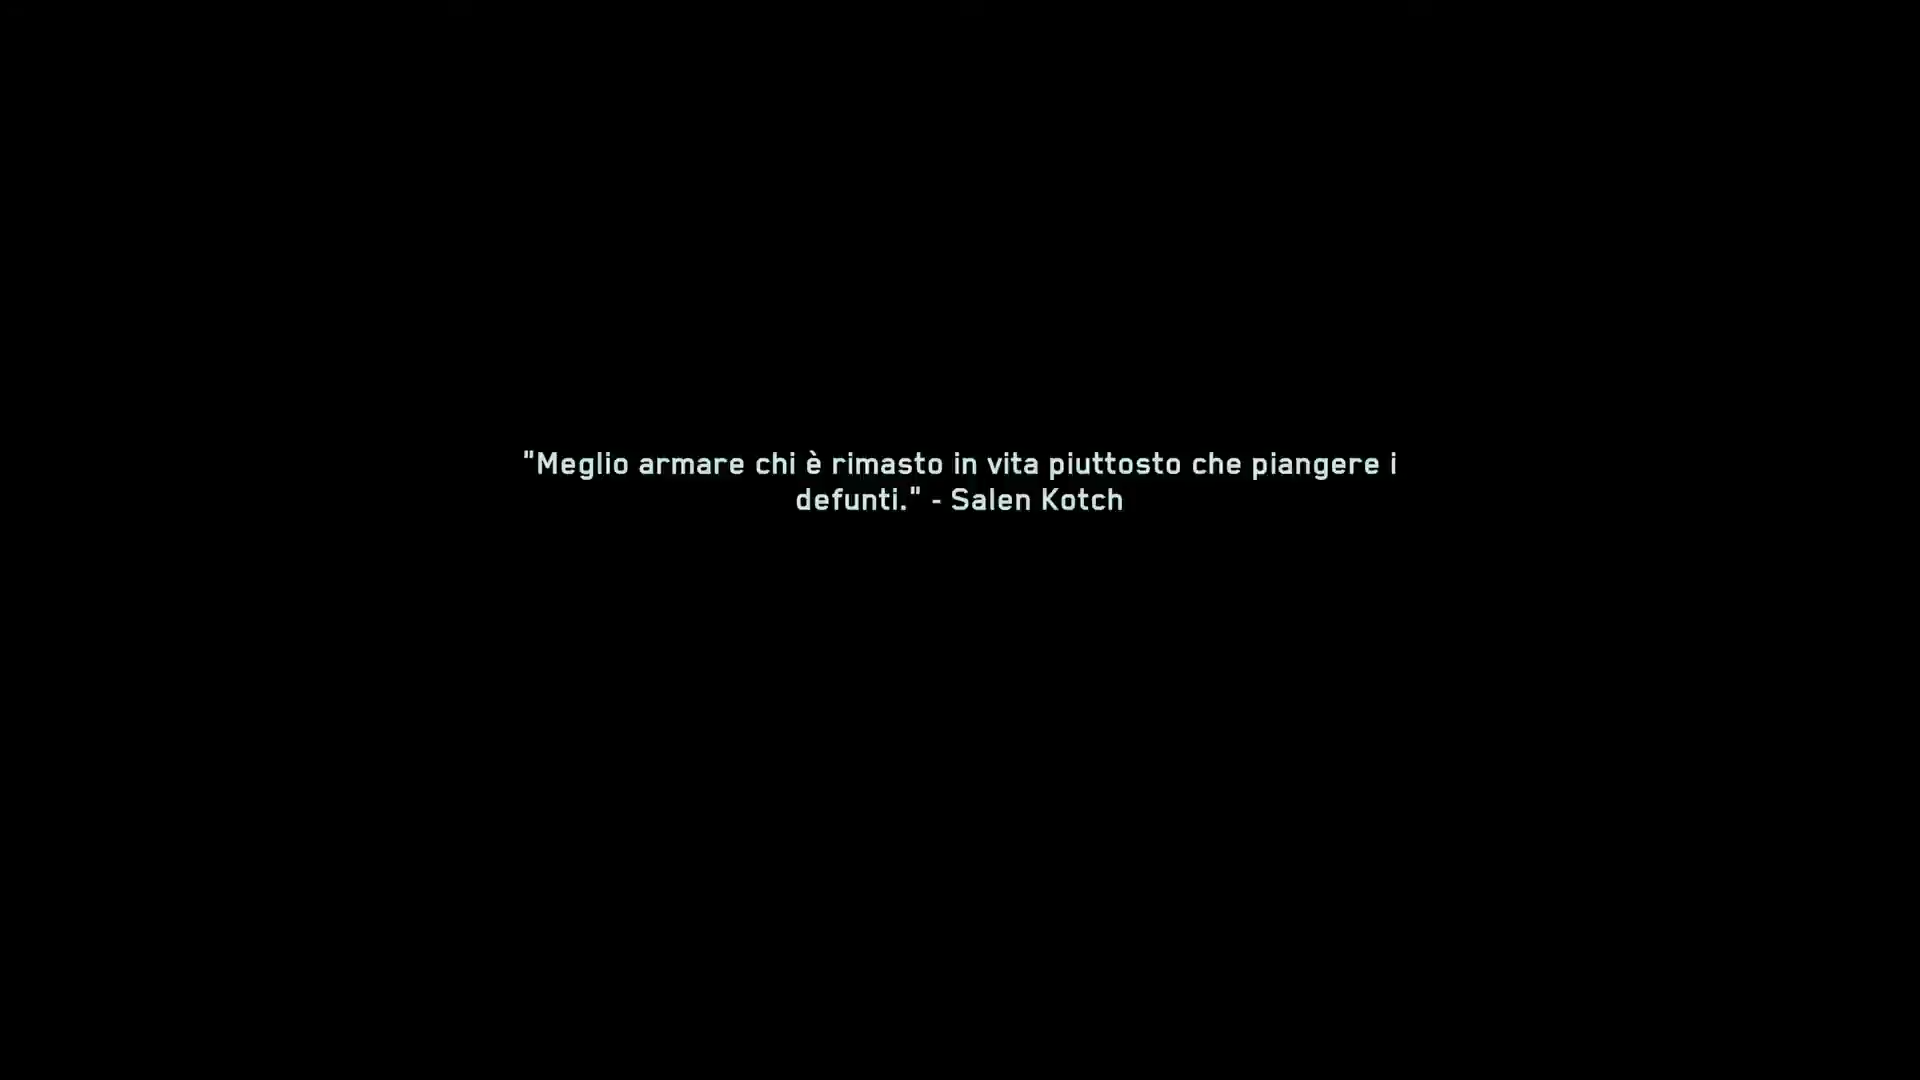 "Meglio armare chi è rimasto in vita piuttosto che piangere i
defunti." - Salen Kotch